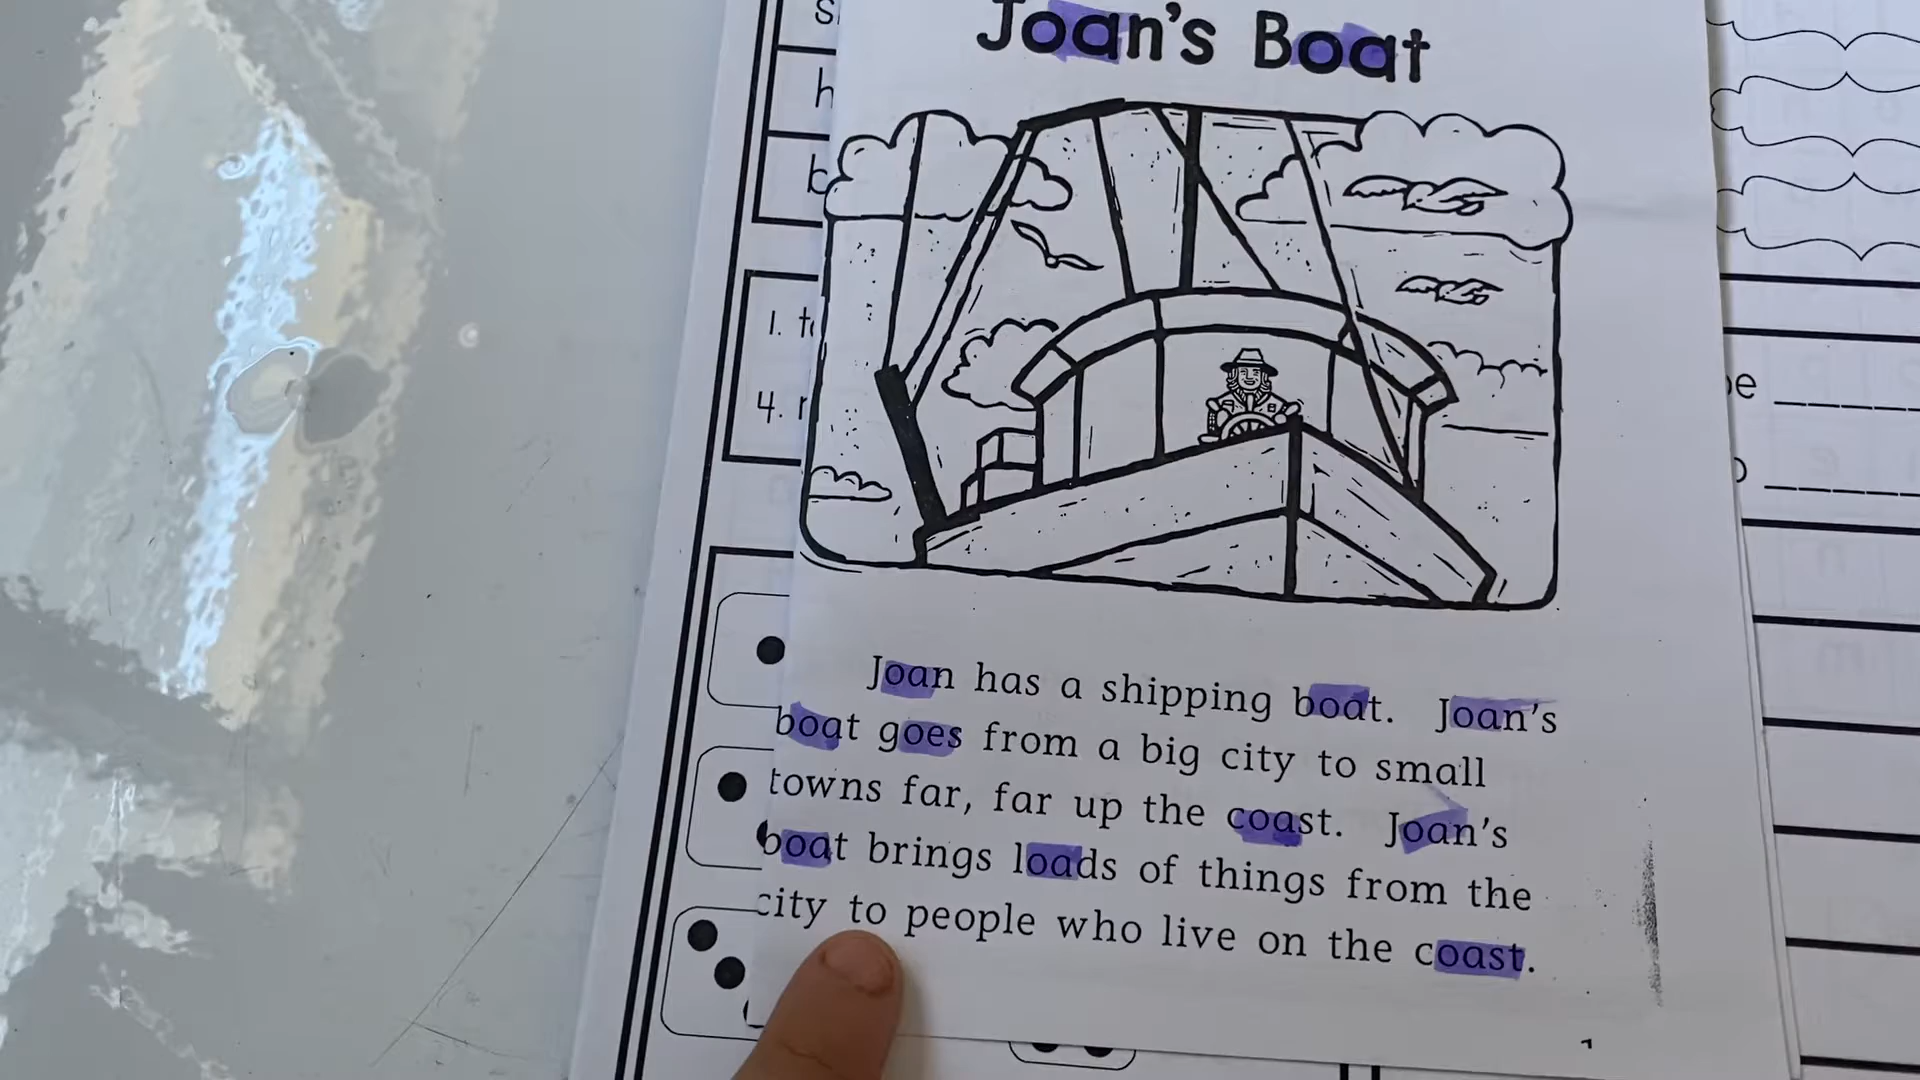 Joan's Boat
h
1.
4.
Joan has a shipping boat. Joan's
boat goes from a big city to small
towns far, far up the coast. Joan's
boat brings loads of things from the
city to people who live on the coast.
1